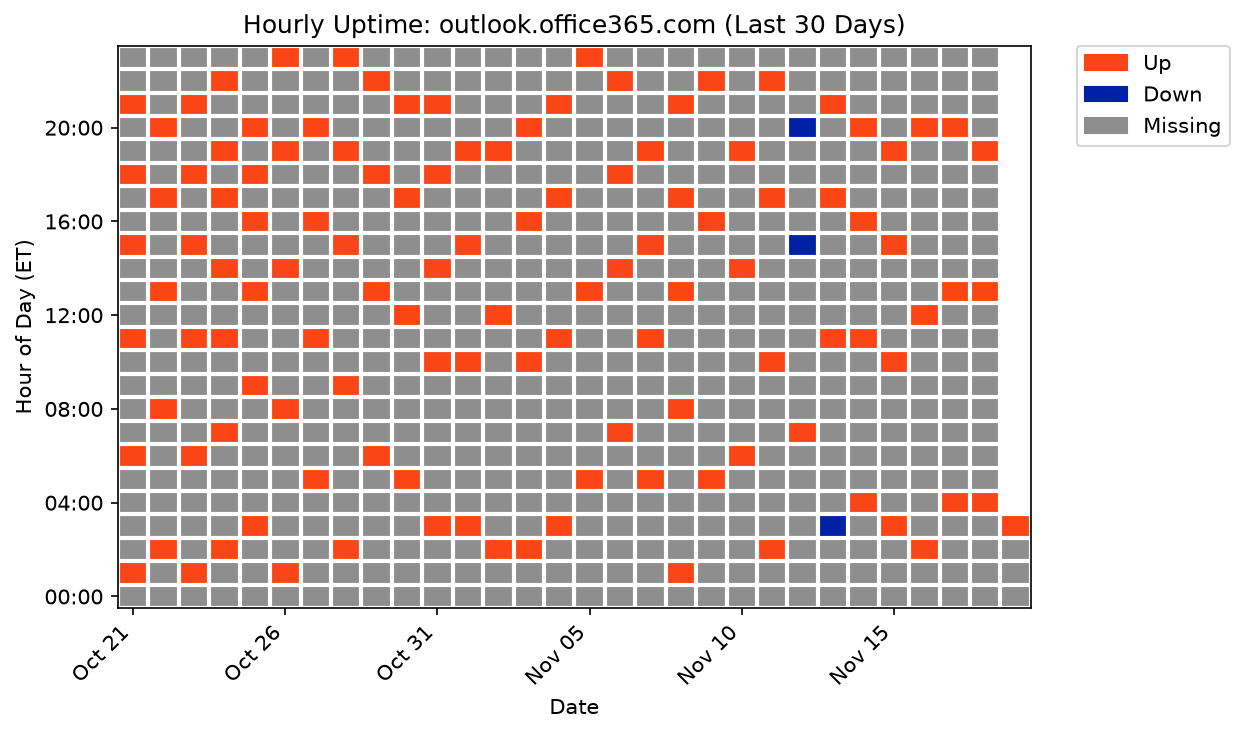 Hourly Uptime: outlook.office365.com (Last 30 Days)
Up
Down
Missing
20:00
16:00
12:00
08:00
04:00
00:00
Hour of Day (ET)
Oct 21
Oct 26
Oct 31
Nov 05
Nov 10
Nov 15
Date